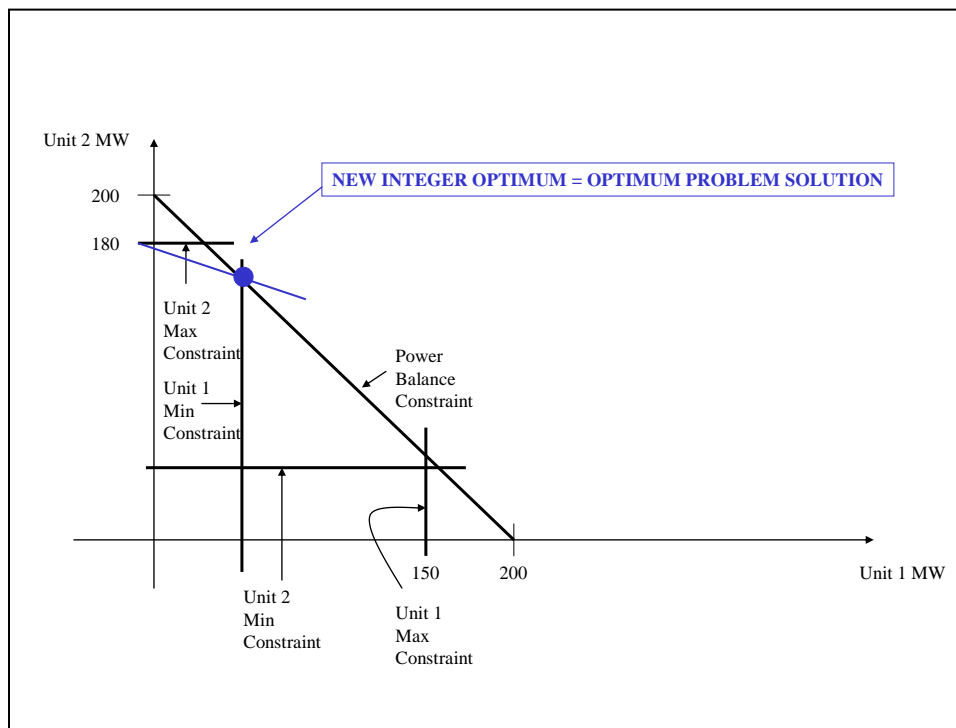 Unit 2 MW
NEW INTEGER OPTIMUM = OPTIMUM PROBLEM SOLUTION
200
180
Unit 2
Max
Constraint
Power
Balance
Constraint
Unit 1
Min
Constraint
150
200
Unit 1 MW
Unit 2
Min
Constraint
Unit 1
Max
Constraint